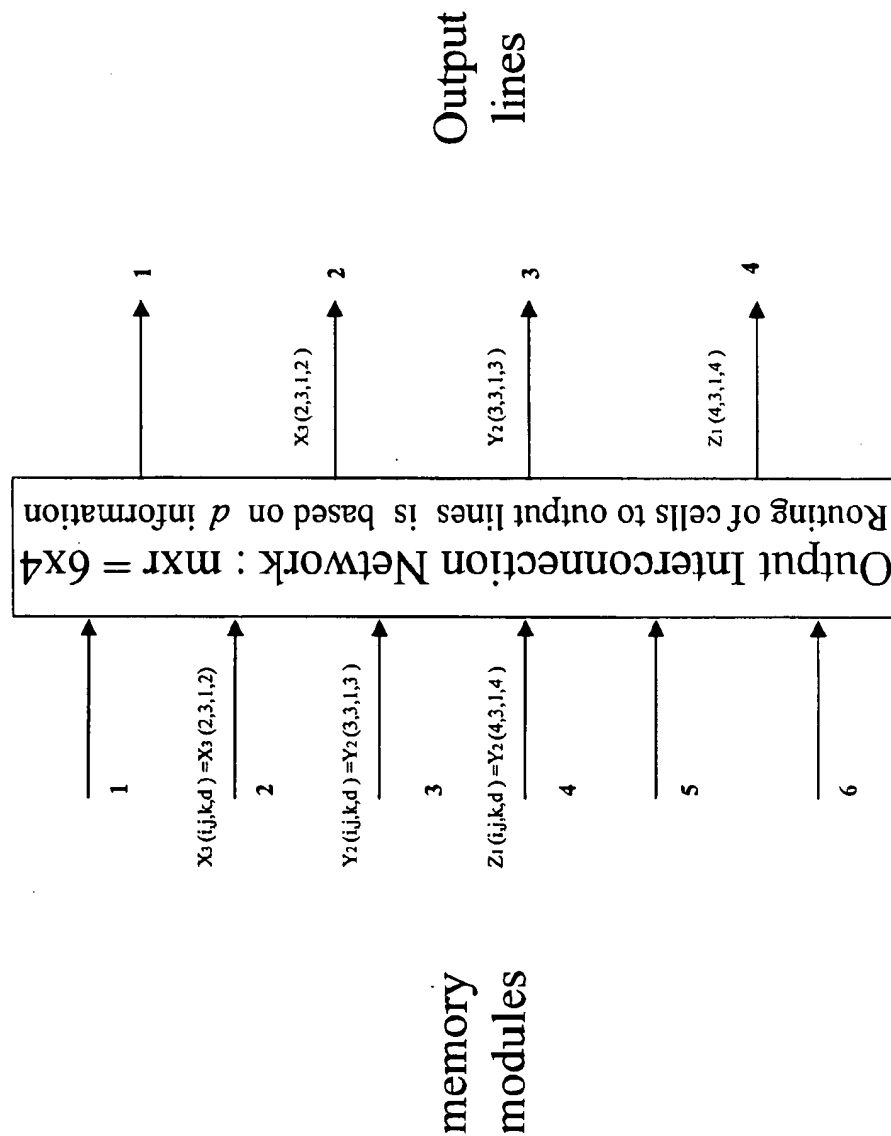 memory
modules
1
X3(i,j,k,d) =X3 (2,3,1,2)
2
Y2(i,j,k,d) =Y2(3,3,1,3)
3
Z1(i,j,k,d) =Y2(4,3,1,4)
4
5
6
Output Interconnection Network : mxr = 6x4
Routing of cells to output lines is based on d information
1
X3(2,3,1,2)
2
Y2(3,3,1,3)
3
Z1(4,3,1,4)
4
Output
lines